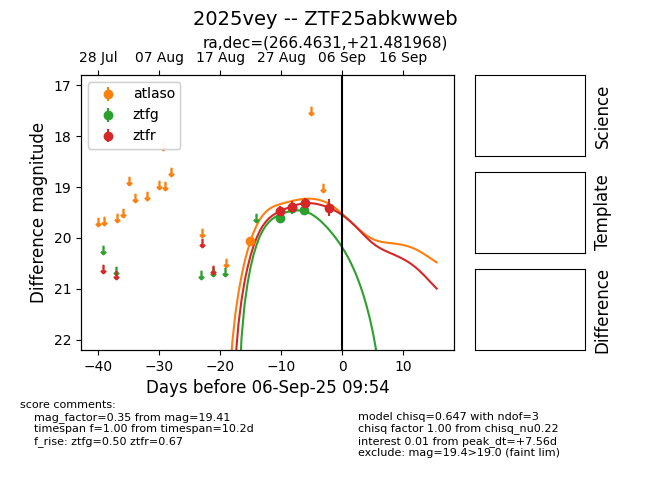 2025vey -- ZTF25abkwweb
ra,dec=(266.4631,+21.481968)
28 Jul 07 Aug 17 Aug 27 Aug 06 Sep 16 Sep
17
18
19
20
21
22
Difference magnitude
atlaso
ztfg
ztfr
−40 −30 −20 −10 0 10
Days before 06-Sep-25 09:54
Science
Template
Difference
score comments:
mag_factor=0.35 from mag=19.41
timespan f=1.00 from timespan=10.2d
f_rise: ztfg=0.50 ztfr=0.67
model chisq=0.647 with ndof=3
chisq factor 1.00 from chisq_nu0.22
interest 0.01 from peak_dt=+7.56d
exclude: mag=19.4>19.0 (faint lim)